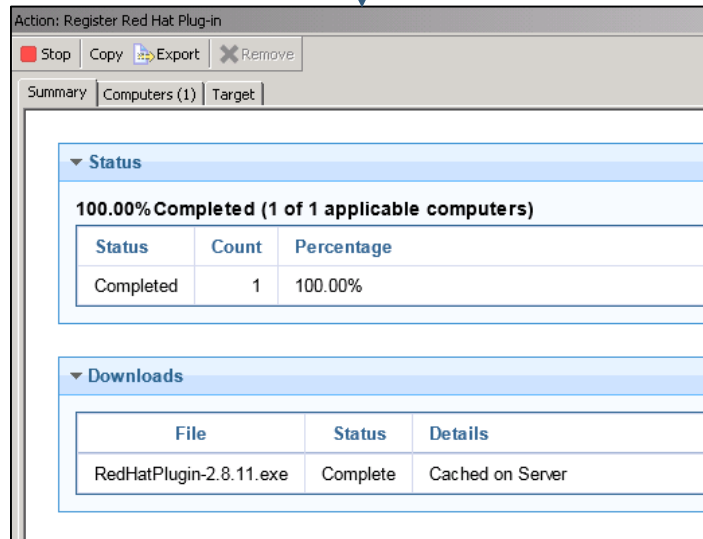 Action: Register Red Hat Plug-in
Stop Copy Export Remove
Summary Computers (1) Target
Status
100.00% Completed (1 of 1 applicable computers)
Status Count Percentage
Completed 1 100.00%
Downloads
File Status Details
RedHatPlugin-2.8.11.exe Complete Cached on Server